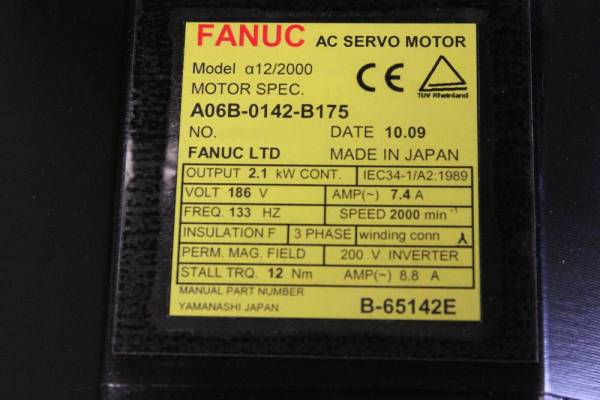 FANUC AC SERVO MOTOR
Model α12/2000
MOTOR SPEC.
CE
TUV Rheinland
A06B-0142-B175
NO. DATE 10.09
FANUC LTD MADE IN JAPAN
OUTPUT 2.1 kW CONT. IEC34-1/A2:1989
VOLT 186 V AMP(~) 7.4 A
FREQ. 133 HZ SPEED 2000 min⁻¹
INSULATION F 3 PHASE winding conn ⅄
PERM. MAG. FIELD 200 V INVERTER
STALL TRQ. 12 Nm AMP(~) 8.8 A
MANUAL PART NUMBER
YAMANASHI JAPAN B-65142E